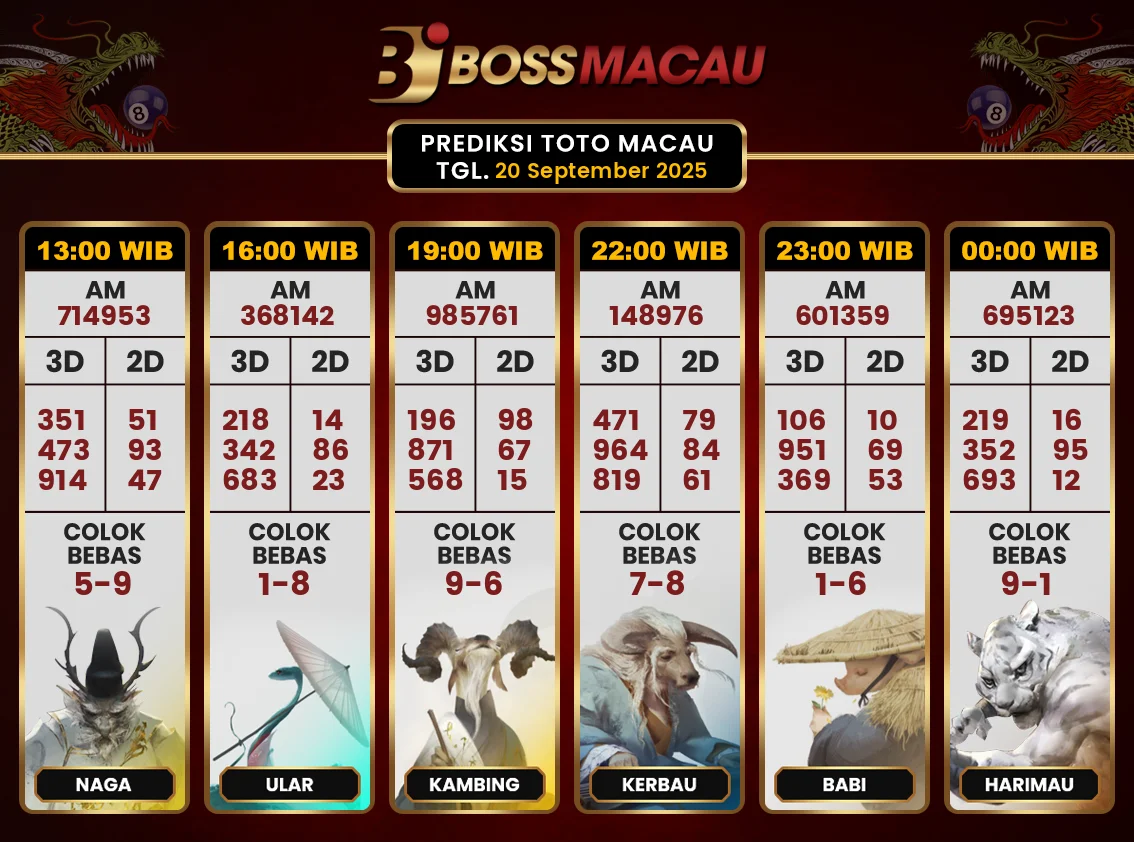 BJ BOSSMACAU
8
8
PREDIKSI TOTO MACAU
TGL. 20 September 2025
13:00 WIB
AM
714953
3D 2D
351 51
473 93
914 47
COLOK
BEBAS
5-9
NAGA
16:00 WIB
AM
368142
3D 2D
218 14
342 86
683 23
COLOK
BEBAS
1-8
ULAR
19:00 WIB
AM
985761
3D 2D
196 98
871 67
568 15
COLOK
BEBAS
9-6
KAMBING
22:00 WIB
AM
148976
3D 2D
471 79
964 84
819 61
COLOK
BEBAS
7-8
KERBAU
23:00 WIB
AM
601359
3D 2D
106 10
951 69
369 53
COLOK
BEBAS
1-6
BABI
00:00 WIB
AM
695123
3D 2D
219 16
352 95
693 12
COLOK
BEBAS
9-1
HARIMAU